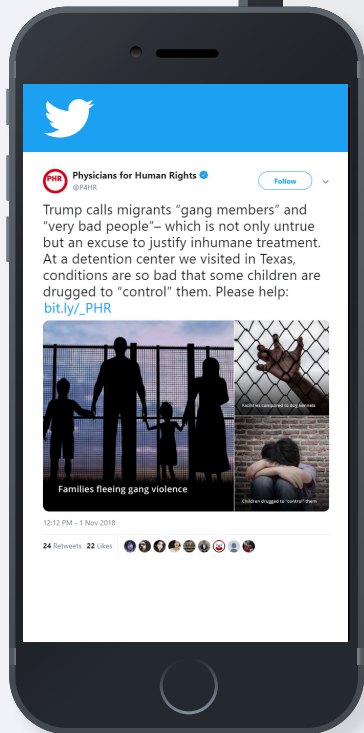 PHR
Physicians for Human Rights
@P4HR
Follow
Trump calls migrants “gang members” and
“very bad people”– which is not only untrue
but an excuse to justify inhumane treatment.
At a detention center we visited in Texas,
conditions are so bad that some children are
drugged to “control” them. Please help:
bit.ly/_PHR
Families compared to dog kennels
Families fleeing gang violence
Children drugged to “control” them
12:12 PM - 1 Nov 2018
24 Retweets 22 Likes